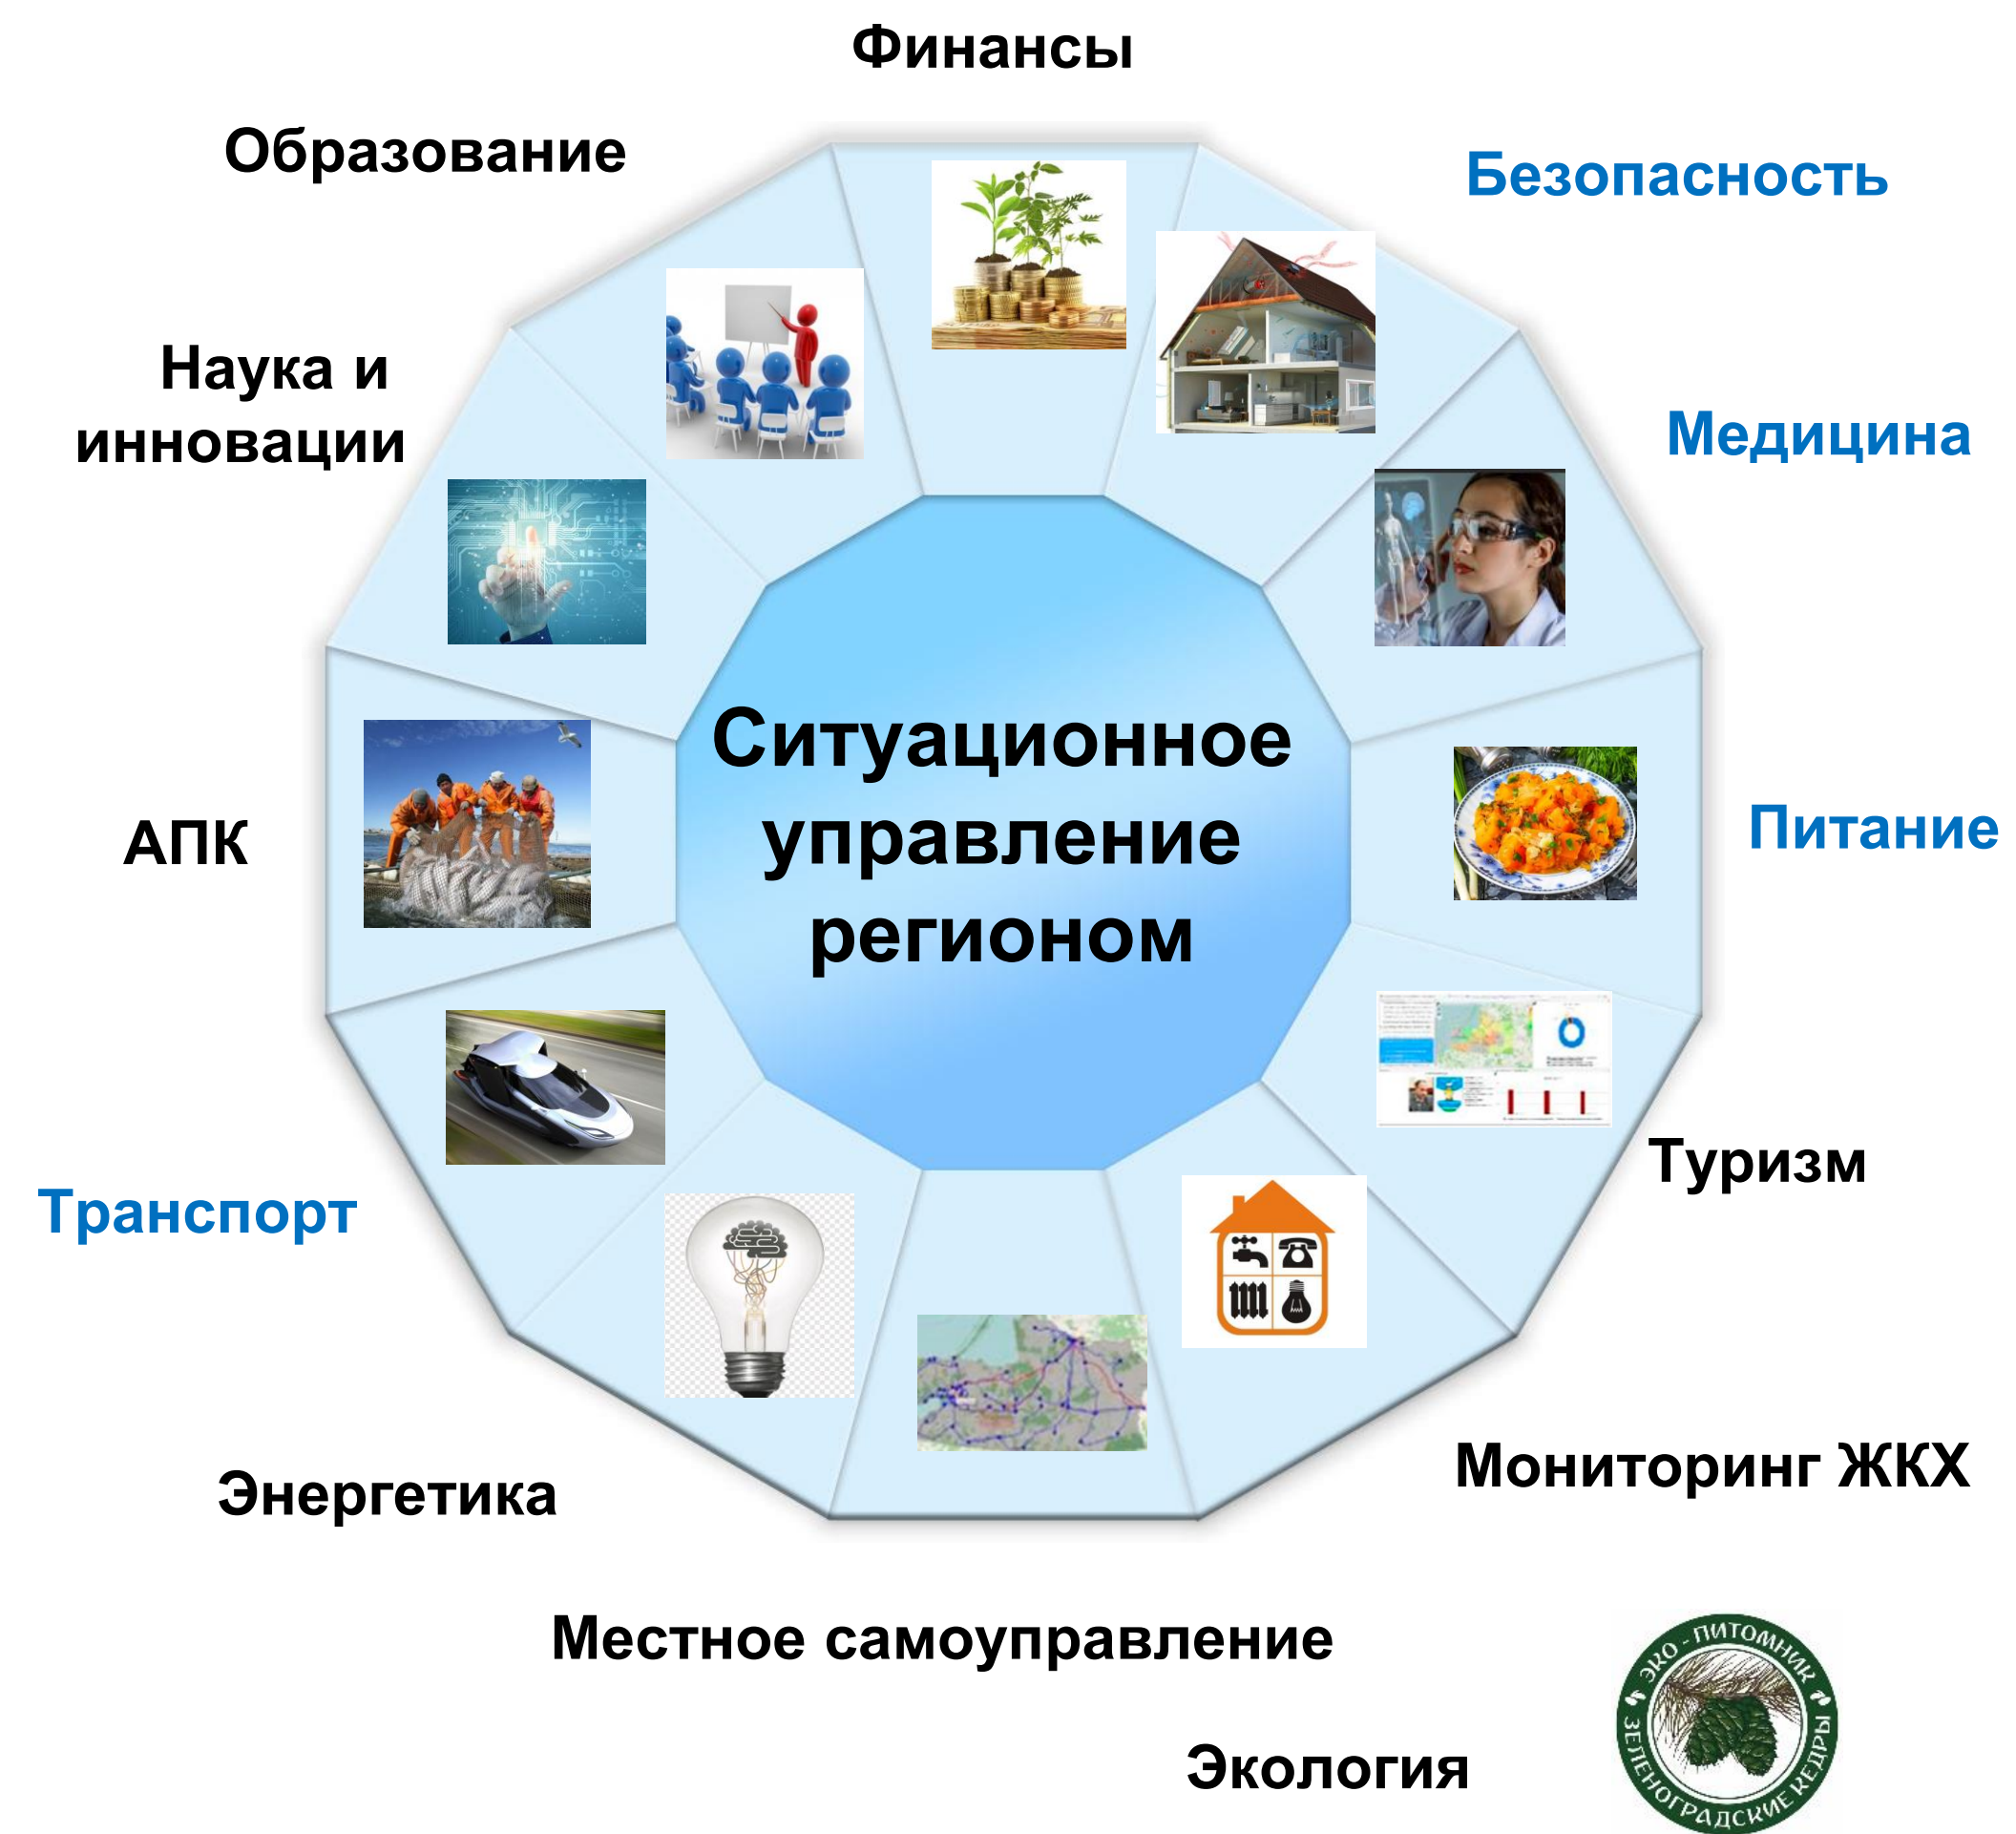 Финансы
Образование
Безопасность
Наука и
инновации
Медицина
Ситуационное
управление
регионом
АПК
Питание
Туризм
Транспорт
Энергетика
Мониторинг ЖКХ
Местное самоуправление
Экология
ЭКО - ПИТОМНИК
ЗЕЛЕНОГРАДСКИЕ КЕДРЫ